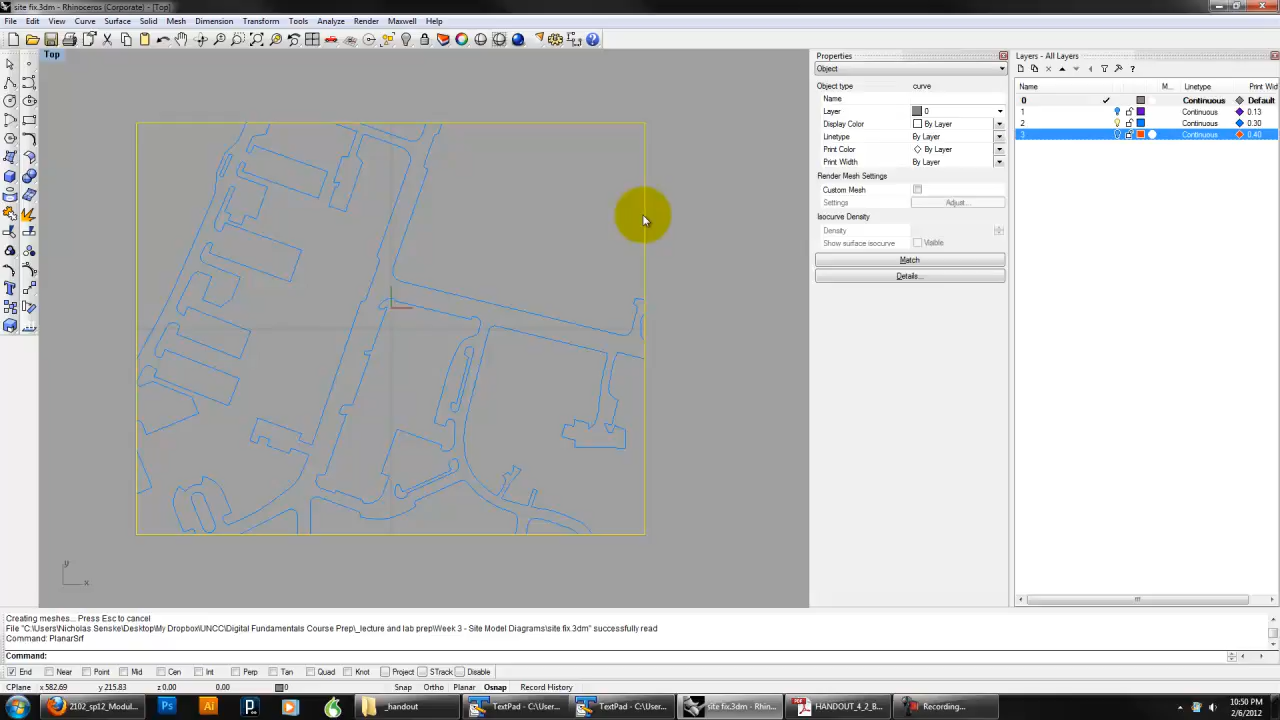 site fix.3dm - Rhinoceros (Corporate) - [Top]
File Edit View Curve Surface Solid Mesh Dimension Transform Tools Analyze Render Maxwell Help
Top
Properties
Object
Object type curve
Name
Layer 0
Display Color By Layer
Linetype By Layer
Print Color By Layer
Print Width By Layer
Render Mesh Settings
Custom Mesh
Settings Adjust...
Isocurve Density
Density
Show surface isocurve Visible
Match
Details...
Layers - All Layers
Name M... Linetype Print Wid
0 Continuous Default
1 Continuous 0.13
2 Continuous 0.30
3 Continuous 0.40
y
x
Creating meshes... Press Esc to cancel
File "C:\Users\Nicholas Senske\Desktop\My Dropbox\UNCC\Digital Fundamentals Course Prep\_lecture and lab prep\Week 3 - Site Model Diagrams\site fix.3dm" successfully read
Command: PlanarSrf
Command:
End Near Point Mid Cen Int Perp Tan Quad Knot Project STrack Disable
CPlane x 582.69 y 215.83 z 0.00 0.00 0 Snap Ortho Planar Osnap Record History
2102_sp12_Modul... Ps Ai _handout TextPad - C:\User... TextPad - C:\User... site fix.3dm - Rhin... HANDOUT_4_2_B... Recording...
10:50 PM
2/6/2012